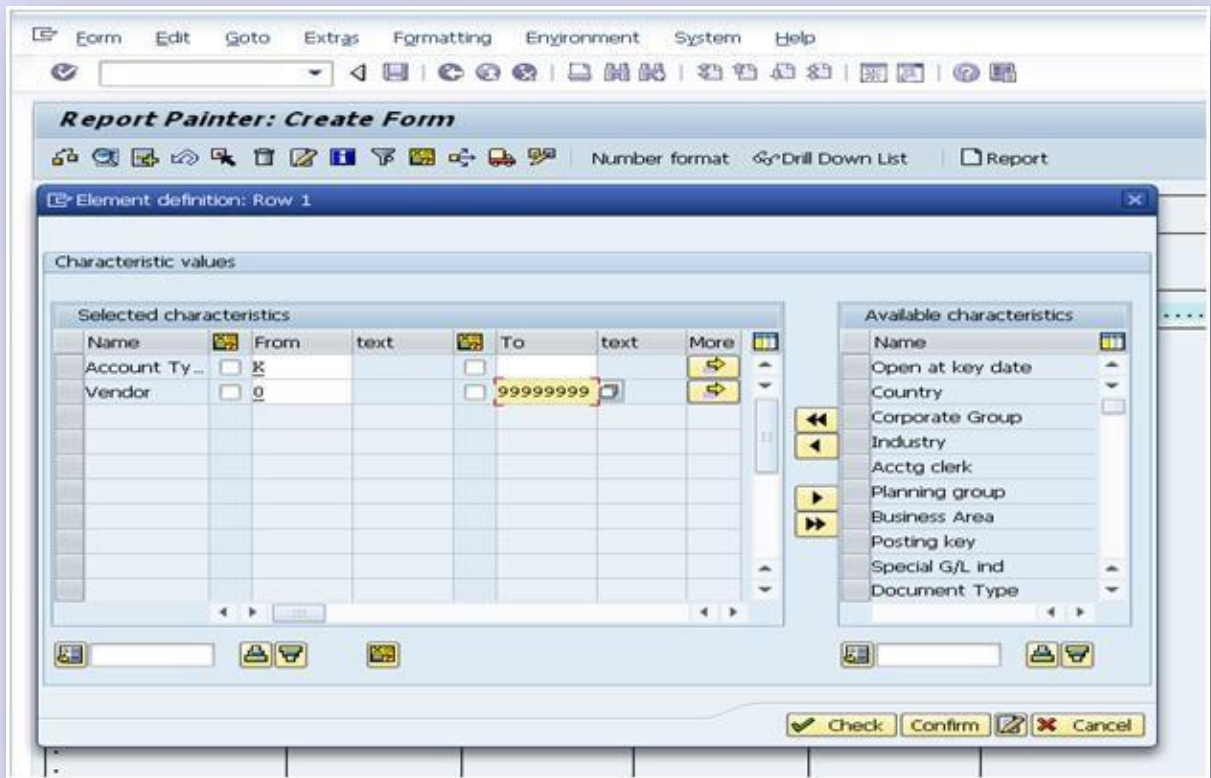 Form Edit Goto Extras Formatting Environment System Help
Report Painter: Create Form
Number format Drill Down List Report
Element definition: Row 1
Characteristic values
Selected characteristics
Name From text To text More
Account Ty... K
Vendor 0 99999999
Available characteristics
Name
Open at key date
Country
Corporate Group
Industry
Acctg clerk
Planning group
Business Area
Posting key
Special G/L ind
Document Type
Check Confirm Cancel